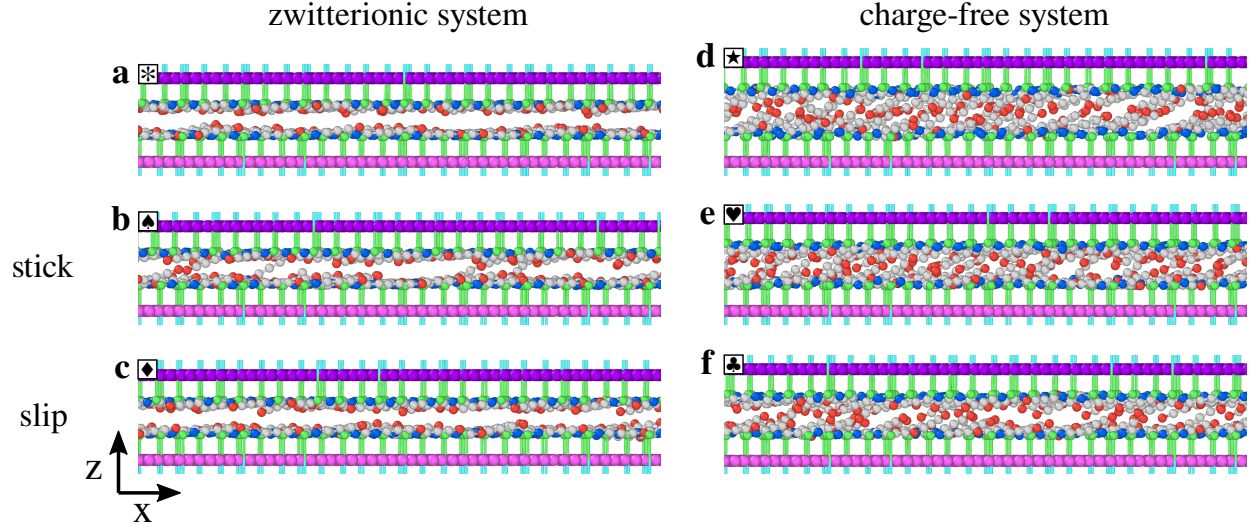 zwitterionic system
charge-free system
a
d
b
e
stick
c
f
slip
z
x